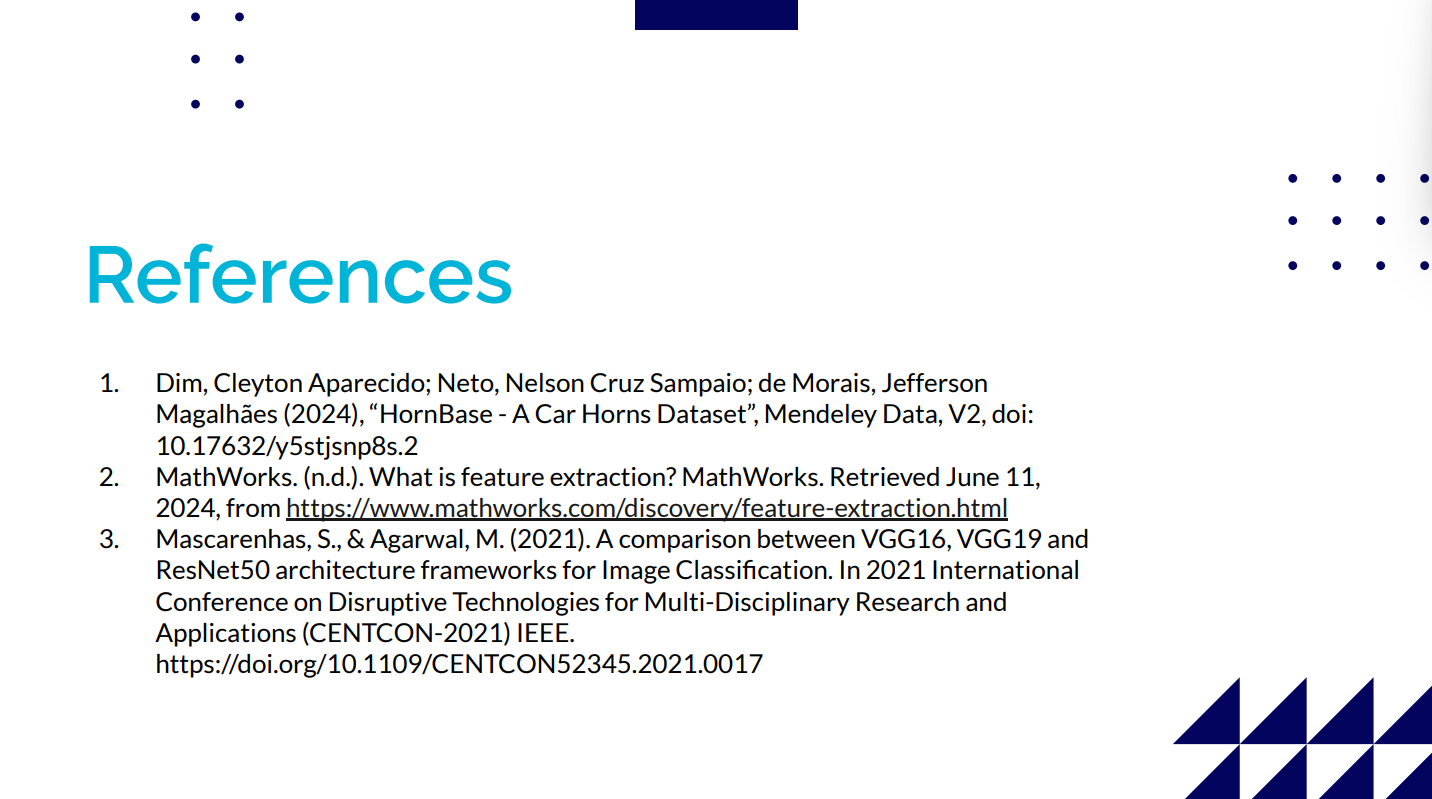 References
1. Dim, Cleyton Aparecido; Neto, Nelson Cruz Sampaio; de Morais, Jefferson
Magalhães (2024), “HornBase - A Car Horns Dataset”, Mendeley Data, V2, doi:
10.17632/y5stjsnp8s.2
2. MathWorks. (n.d.). What is feature extraction? MathWorks. Retrieved June 11,
2024, from https://www.mathworks.com/discovery/feature-extraction.html
3. Mascarenhas, S., & Agarwal, M. (2021). A comparison between VGG16, VGG19 and
ResNet50 architecture frameworks for Image Classification. In 2021 International
Conference on Disruptive Technologies for Multi-Disciplinary Research and
Applications (CENTCON-2021) IEEE.
https://doi.org/10.1109/CENTCON52345.2021.0017